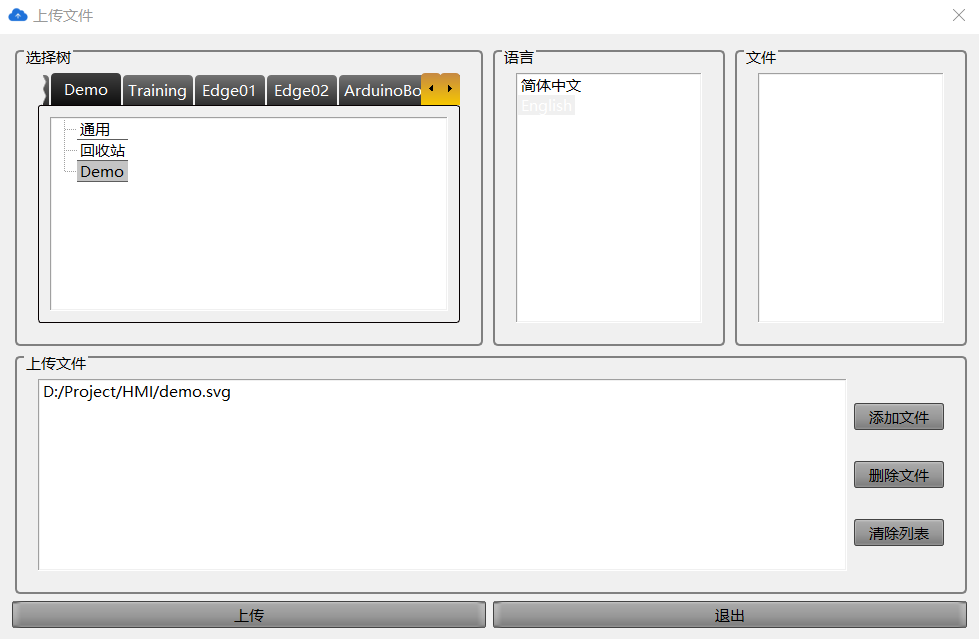 上传文件
选择树
Demo
Training
Edge01
Edge02
ArduinoBo
通用
回收站
Demo
语言
简体中文
English
文件
上传文件
D:/Project/HMI/demo.svg
添加文件
删除文件
清除列表
上传
退出